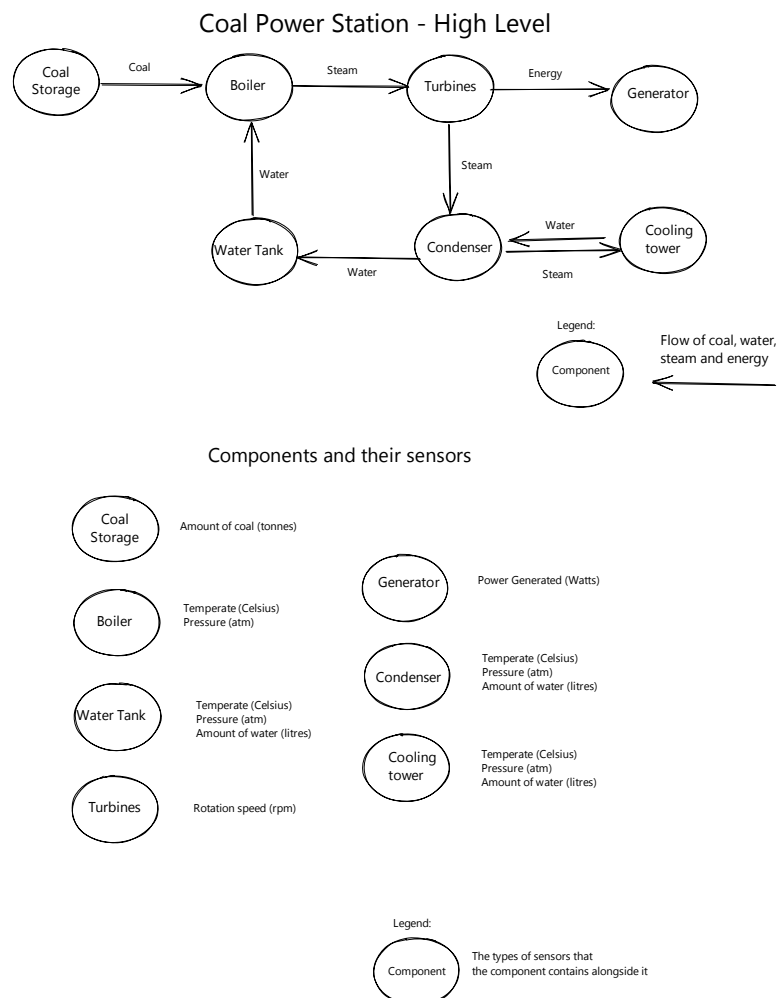 Coal Power Station - High Level
Coal
Storage
Coal
Boiler
Steam
Turbines
Energy
Generator
Water
Steam
Water Tank
Water
Condenser
Water
Steam
Cooling
tower
Legend:
Component
Flow of coal, water,
steam and energy
Components and their sensors
Coal
Storage
Amount of coal (tonnes)
Boiler
Temperate (Celsius)
Pressure (atm)
Water Tank
Temperate (Celsius)
Pressure (atm)
Amount of water (litres)
Turbines
Rotation speed (rpm)
Generator
Power Generated (Watts)
Condenser
Temperate (Celsius)
Pressure (atm)
Amount of water (litres)
Cooling
tower
Temperate (Celsius)
Pressure (atm)
Amount of water (litres)
Legend:
Component
The types of sensors that
the component contains alongside it